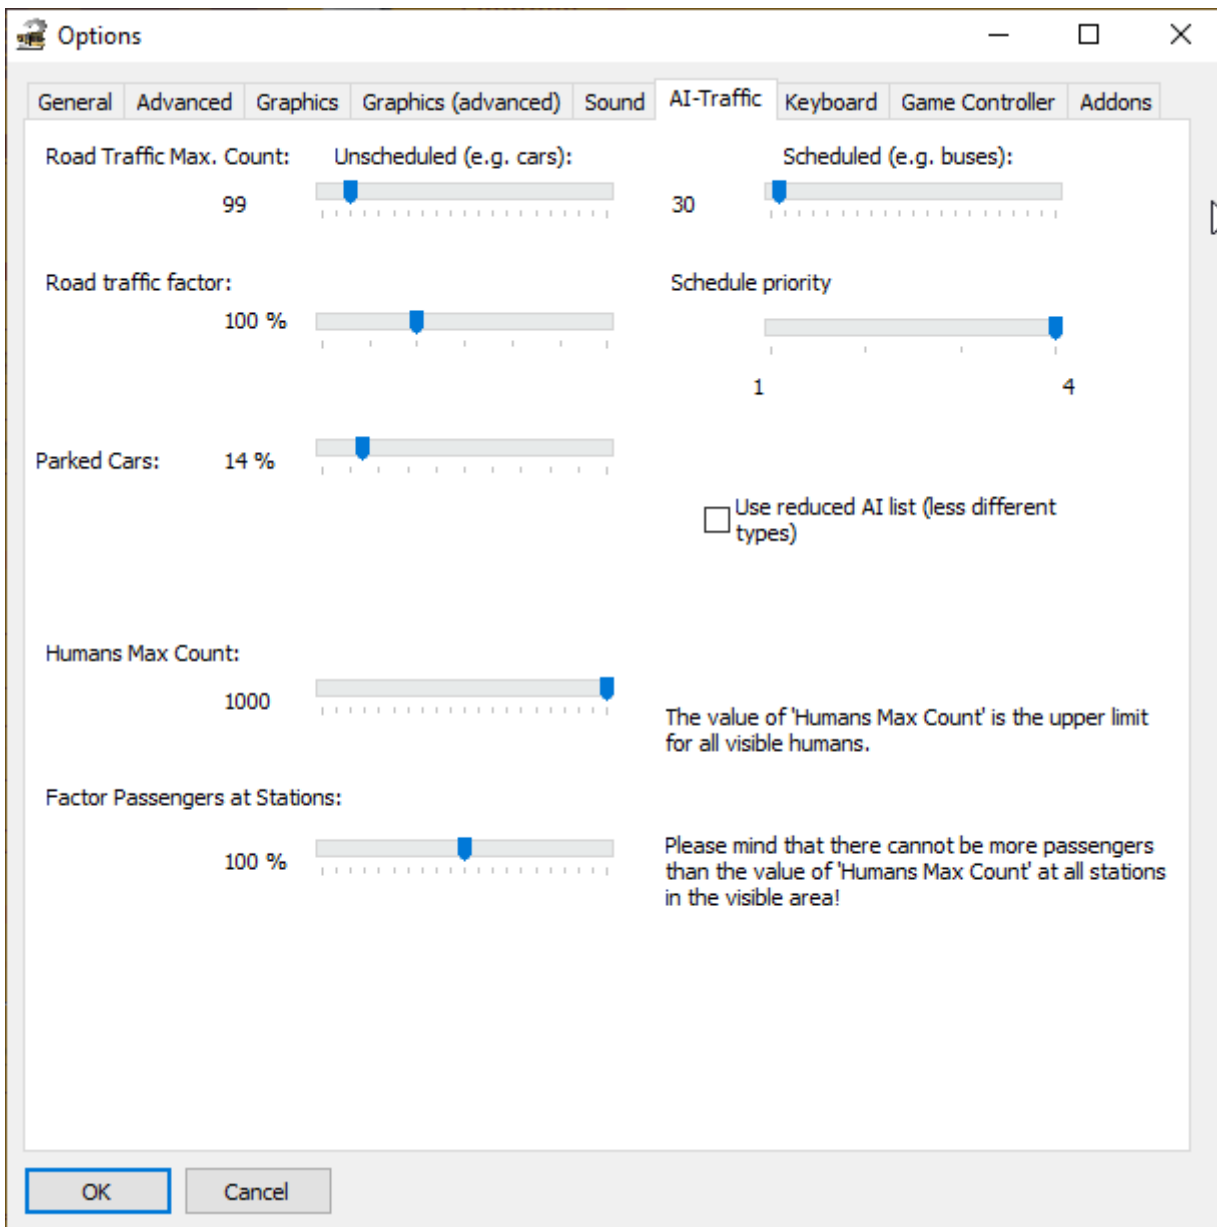 Options
General Advanced Graphics Graphics (advanced) Sound AI-Traffic Keyboard Game Controller Addons
Road Traffic Max. Count: Unscheduled (e.g. cars): Scheduled (e.g. buses):
99 30
Road traffic factor: Schedule priority
100 %
1 4
Parked Cars: 14 %
Use reduced AI list (less different
types)
Humans Max Count:
1000
The value of 'Humans Max Count' is the upper limit
for all visible humans.
Factor Passengers at Stations:
100 %
Please mind that there cannot be more passengers
than the value of 'Humans Max Count' at all stations
in the visible area!
OK Cancel